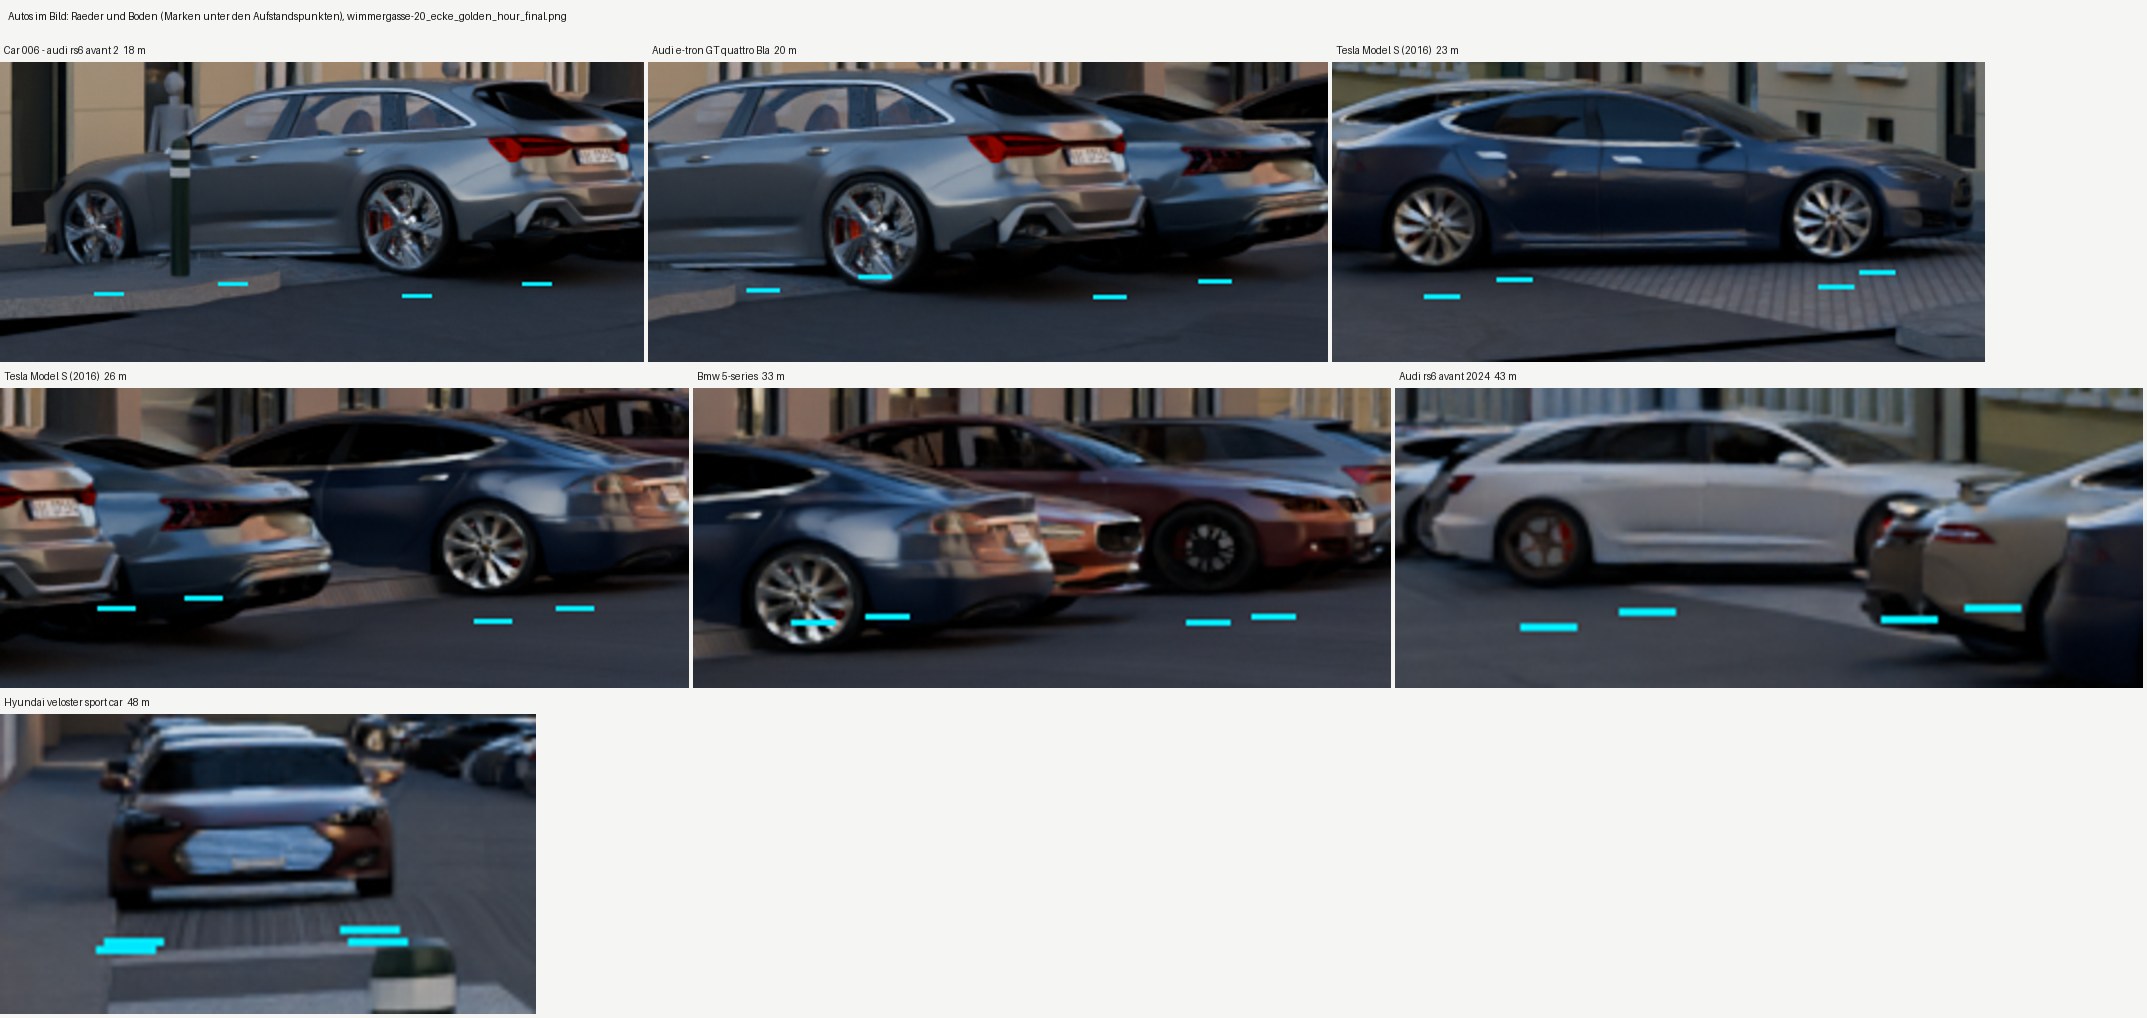 Autos im Bild: Raeder und Boden (Marken unter den Aufstandspunkten), wimmergasse-20_ecke_golden_hour_final.png
Car 006 - audi rs6 avant 2 18 m
Audi e-tron GT quattro Bla 20 m
Tesla Model S (2016) 23 m
Tesla Model S (2016) 26 m
Bmw 5-series 33 m
Audi rs6 avant 2024 43 m
Hyundai veloster sport car 48 m